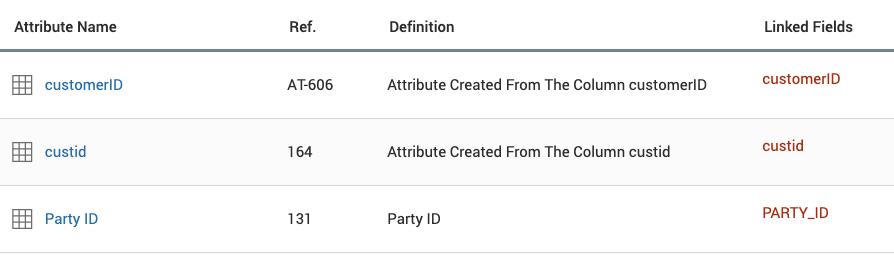 Attribute Name Ref. Definition Linked Fields
customerID AT-606 Attribute Created From The Column customerID customerID
custid 164 Attribute Created From The Column custid custid
Party ID 131 Party ID PARTY_ID